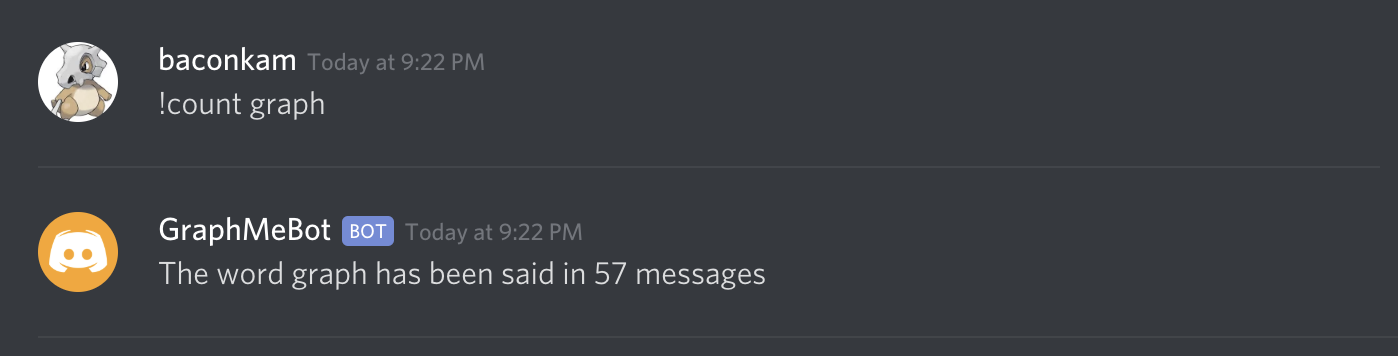 baconkam Today at 9:22 PM
!count graph
GraphMeBot BOT Today at 9:22 PM
The word graph has been said in 57 messages